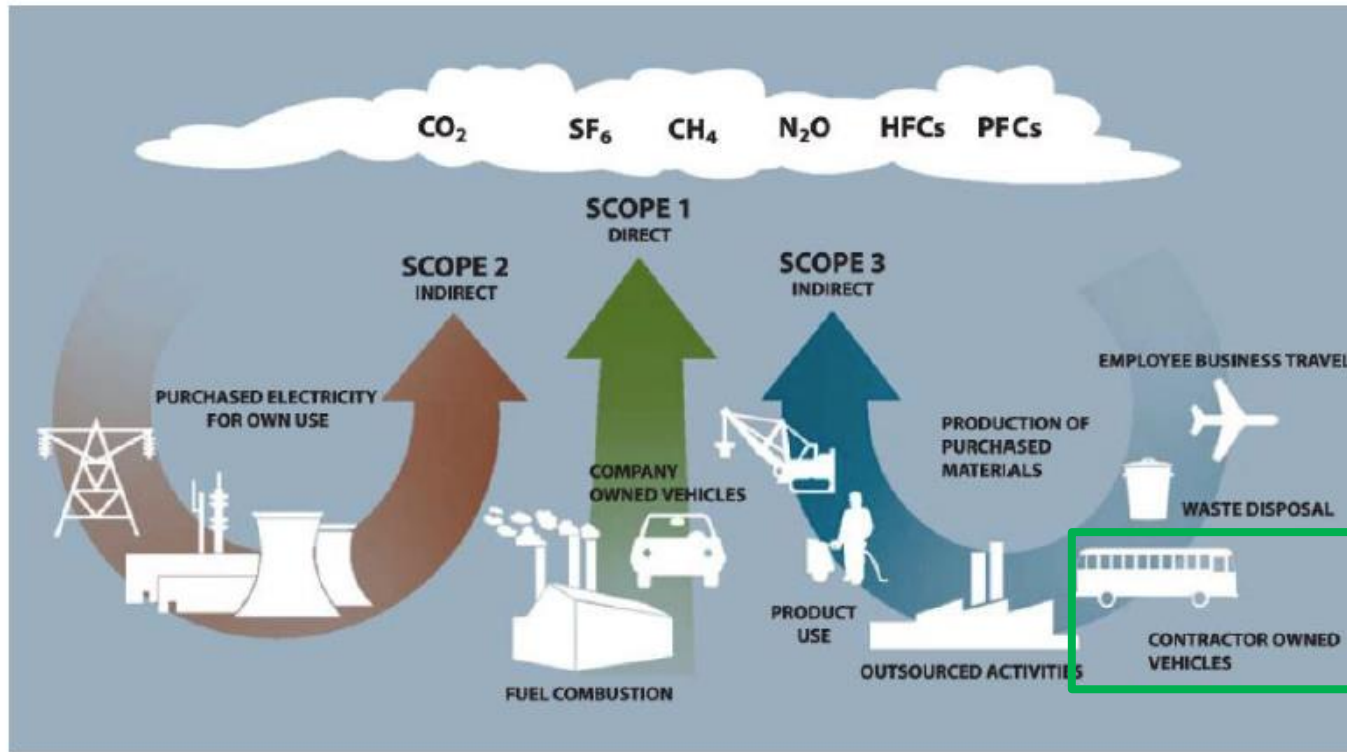 CO₂ SF₆ CH₄ N₂O HFCs PFCs
SCOPE 1
DIRECT
SCOPE 2
INDIRECT
SCOPE 3
INDIRECT
PURCHASED ELECTRICITY
FOR OWN USE
COMPANY
OWNED VEHICLES
FUEL COMBUSTION
EMPLOYEE BUSINESS TRAVEL
PRODUCTION OF
PURCHASED
MATERIALS
WASTE DISPOSAL
PRODUCT
USE
OUTSOURCED ACTIVITIES
CONTRACTOR OWNED
VEHICLES